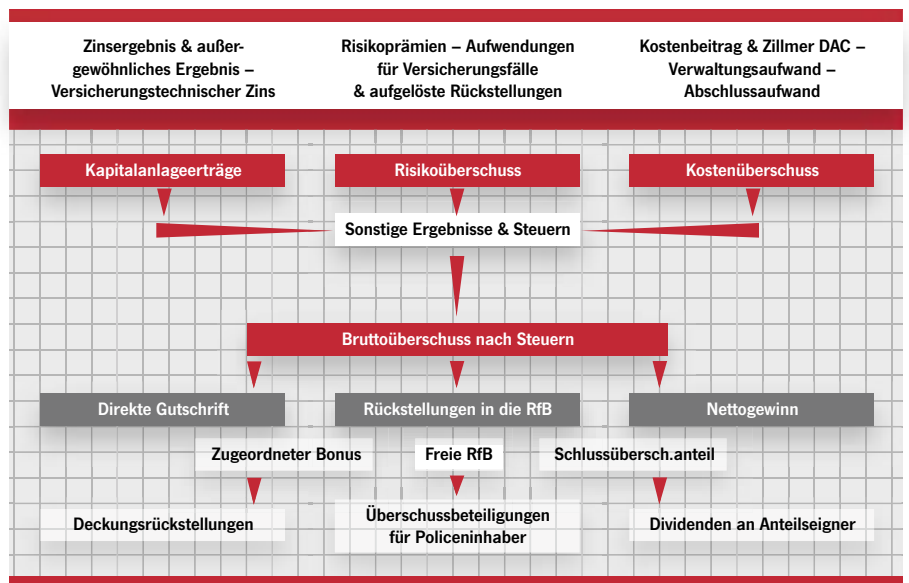 Zinsergebnis & außer-
gewöhnliches Ergebnis –
Versicherungstechnischer Zins
Risikoprämien – Aufwendungen
für Versicherungsfälle
& aufgelöste Rückstellungen
Kostenbeitrag & Zillmer DAC –
Verwaltungsaufwand –
Abschlussaufwand
Kapitalanlageerträge
Risikoüberschuss
Kostenüberschuss
Sonstige Ergebnisse & Steuern
Bruttoüberschuss nach Steuern
Direkte Gutschrift
Rückstellungen in die RfB
Nettogewinn
Zugeordneter Bonus
Freie RfB
Schlussübersch.anteil
Deckungsrückstellungen
Überschussbeteiligungen
für Policeninhaber
Dividenden an Anteilseigner